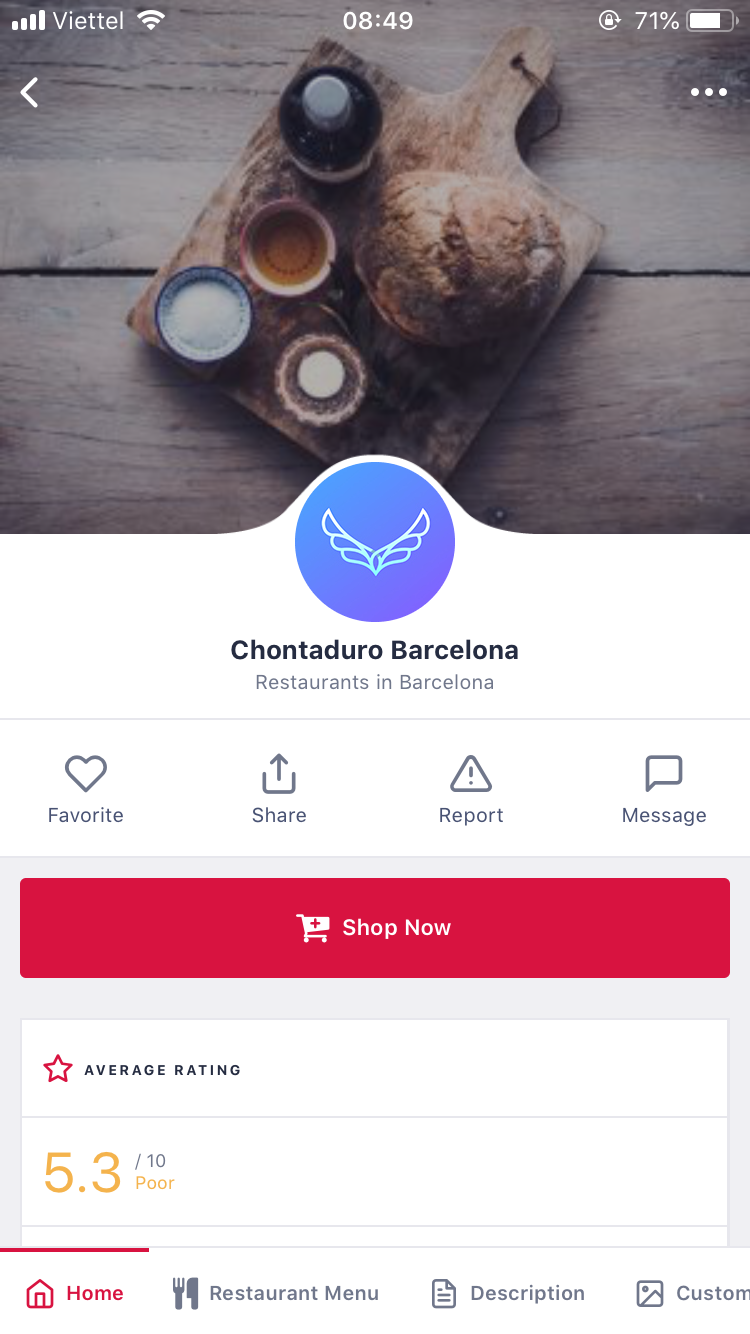 Viettel 08:49 71%
Chontaduro Barcelona
Restaurants in Barcelona
Favorite Share Report Message
Shop Now
AVERAGE RATING
5.3 / 10
Poor
Home Restaurant Menu Description Custom